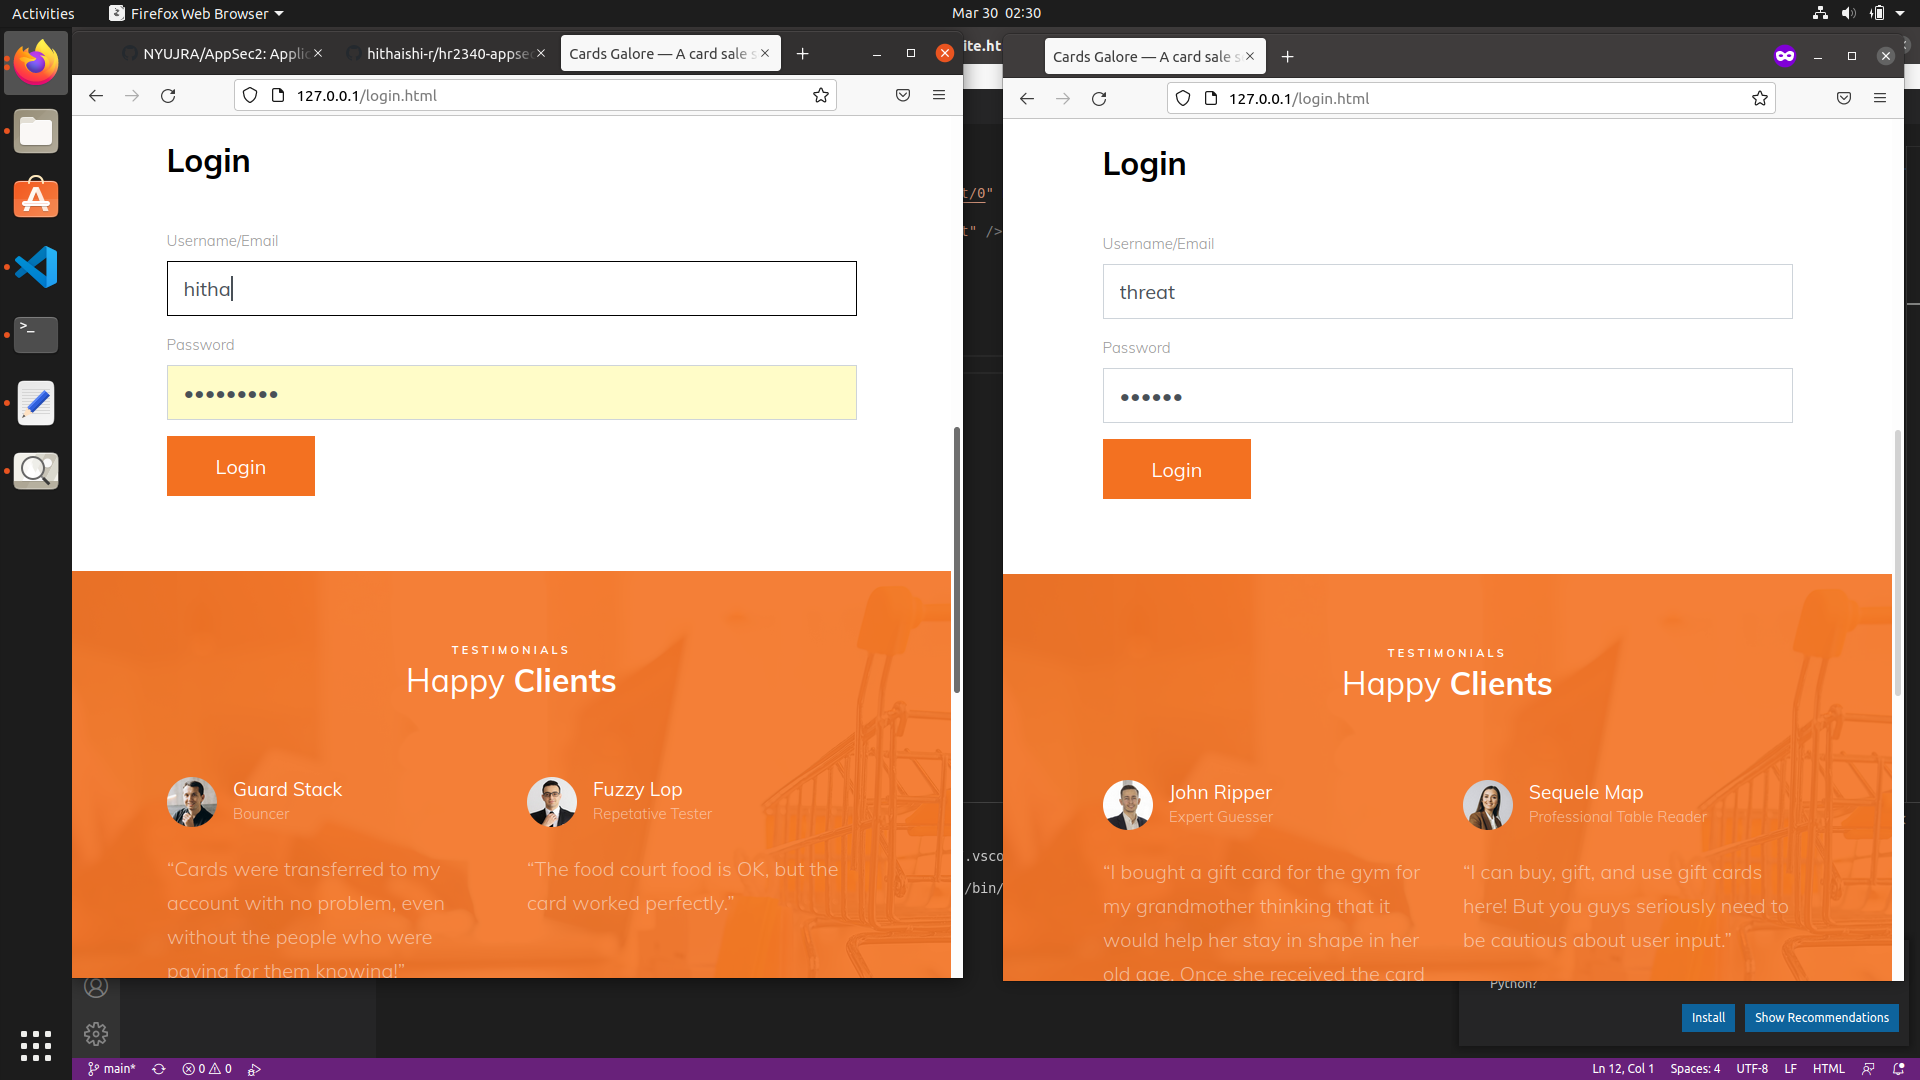 Activities
Firefox Web Browser
Mar 30 02:30
NYUJRA/AppSec2: Applic
hithaishi-r/hr2340-appse
Cards Galore — A card sale s
127.0.0.1/login.html
Login
Username/Email
hitha
Password
•••••••••
Login
TESTIMONIALS
Happy Clients
Guard Stack
Bouncer
Fuzzy Lop
Repetative Tester
“Cards were transferred to my
account with no problem, even
without the people who were
paying for them knowing!”
“The food court food is OK, but the
card worked perfectly.”
ite.ht
t/0"
t" />
.vsco
/bin/
Cards Galore — A card sale s
127.0.0.1/login.html
Login
Username/Email
threat
Password
••••••
Login
TESTIMONIALS
Happy Clients
John Ripper
Expert Guesser
Sequele Map
Professional Table Reader
“I bought a gift card for the gym for
my grandmother thinking that it
would help her stay in shape in her
old age. Once she received the card
“I can buy, gift, and use gift cards
here! But you guys seriously need to
be cautious about user input.”
Python?
Install
Show Recommendations
main*
0
0
Ln 12, Col 1
Spaces: 4
UTF-8
LF
HTML